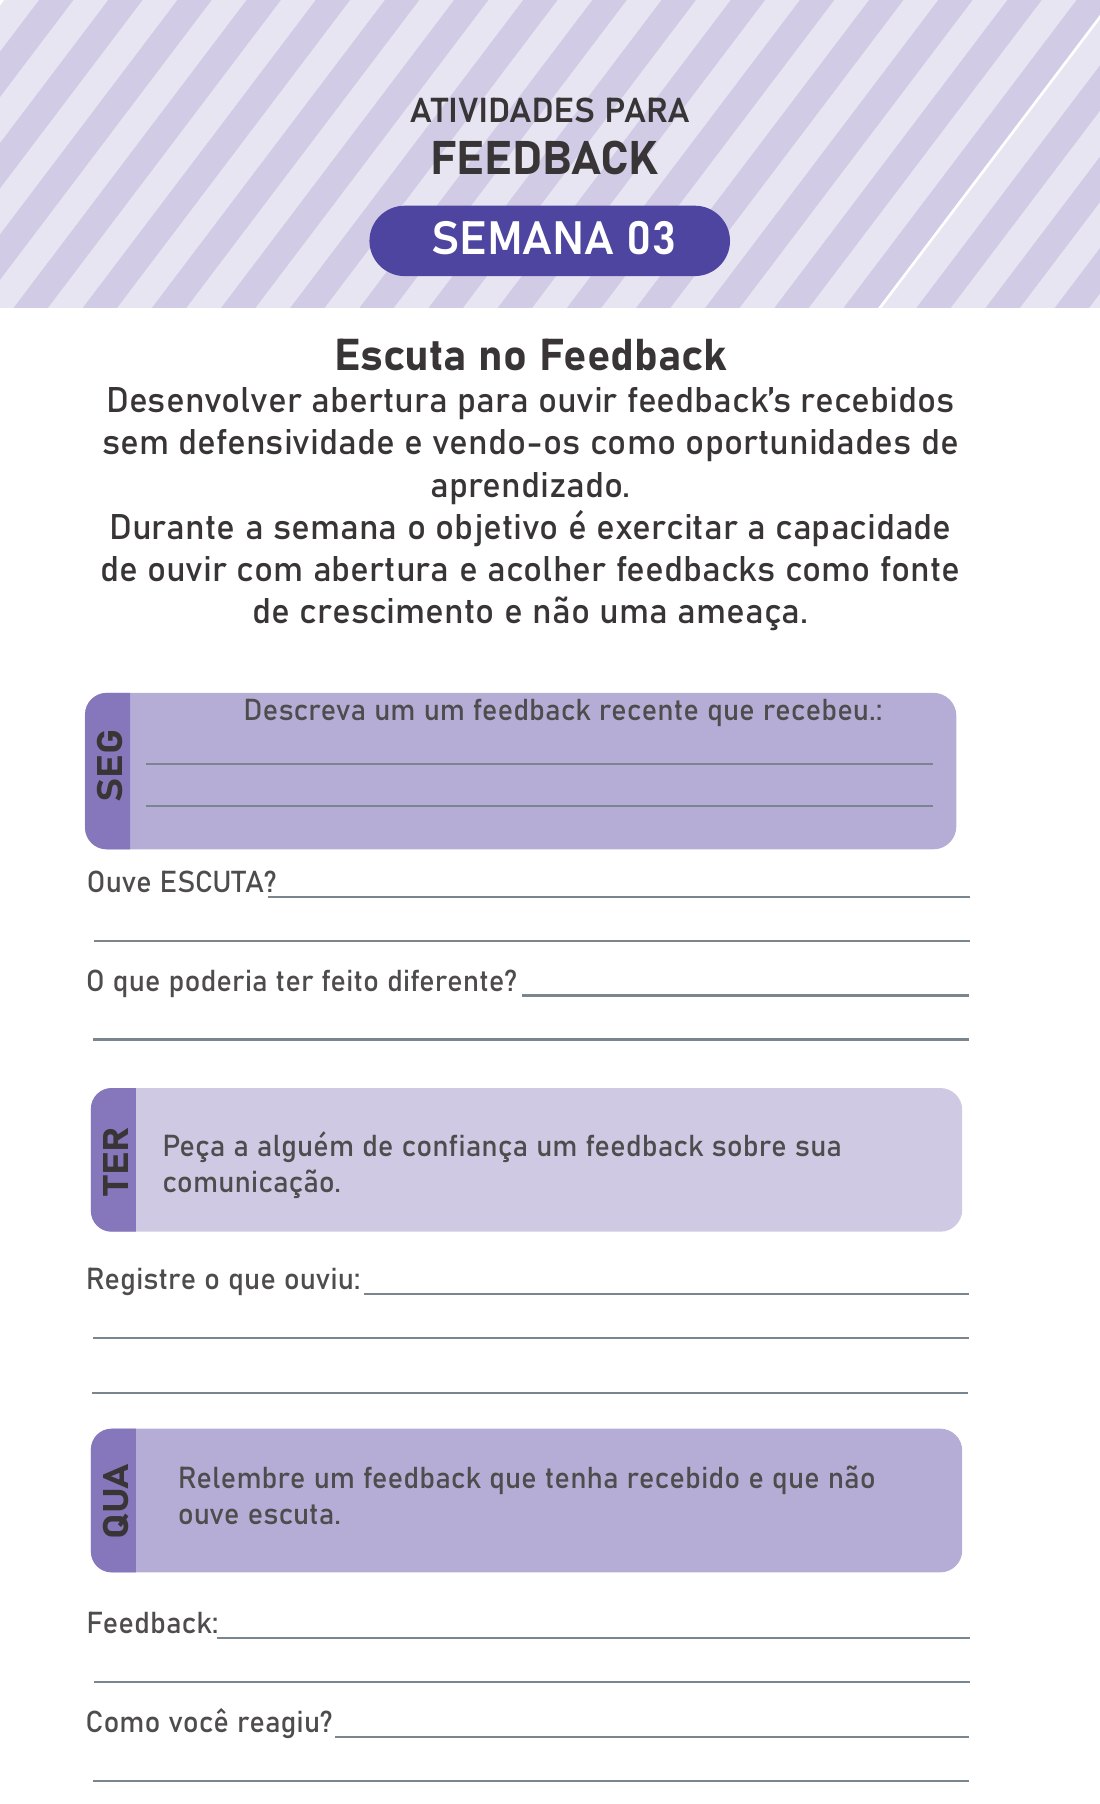 ATIVIDADES PARA
FEEDBACK
SEMANA 03
Escuta no Feedback
Desenvolver abertura para ouvir feedback’s recebidos
sem defensividade e vendo-os como oportunidades de
aprendizado.
Durante a semana o objetivo é exercitar a capacidade
de ouvir com abertura e acolher feedbacks como fonte
de crescimento e não uma ameaça.
SEG
Descreva um um feedback recente que recebeu.:
Ouve ESCUTA?
O que poderia ter feito diferente?
TER
Peça a alguém de confiança um feedback sobre sua
comunicação.
Registre o que ouviu:
QUA
Relembre um feedback que tenha recebido e que não
ouve escuta.
Feedback:
Como você reagiu?